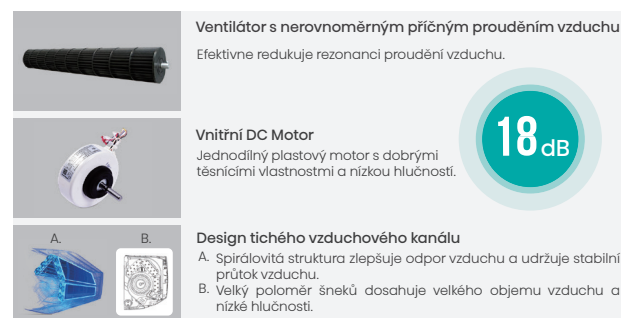 Ventilátor s nerovnoměrným příčným prouděním vzduchu
Efektivne redukuje rezonanci proudění vzduchu.
18 dB
Vnitřní DC Motor
Jednodílný plastový motor s dobrými
těsnícími vlastnostmi a nízkou hlučností.
A. B.
Design tichého vzduchového kanálu
A. Spirálovitá struktura zlepšuje odpor vzduchu a udržuje stabilní
průtok vzduchu.
B. Velký poloměr šneků dosahuje velkého objemu vzduchu a
nízké hlučnosti.